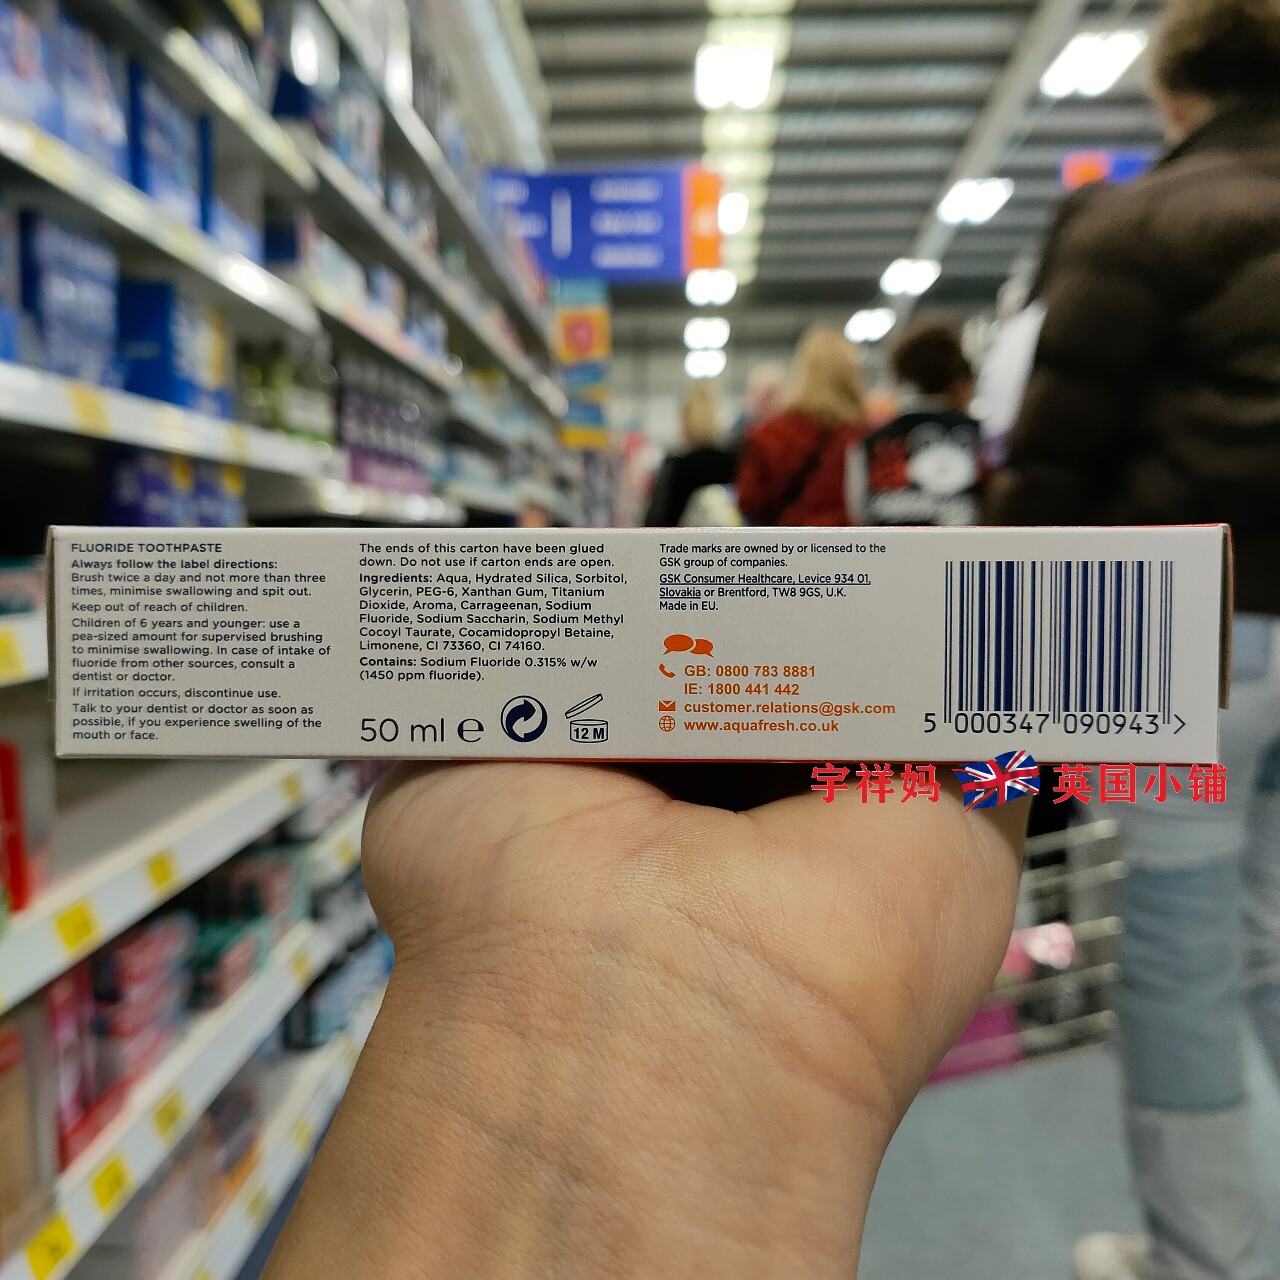 FLUORIDE TOOTHPASTE
Always follow the label directions:
Brush twice a day and not more than three
times, minimise swallowing and spit out.
Keep out of reach of children.
Children of 6 years and younger: use a
pea-sized amount for supervised brushing
to minimise swallowing. In case of intake of
fluoride from other sources, consult a
dentist or doctor.
If irritation occurs, discontinue use.
Talk to your dentist or doctor as soon as
possible, if you experience swelling of the
mouth or face.
The ends of this carton have been glued
down. Do not use if carton ends are open.
Ingredients: Aqua, Hydrated Silica, Sorbitol,
Glycerin, PEG-6, Xanthan Gum, Titanium
Dioxide, Aroma, Carrageenan, Sodium
Fluoride, Sodium Saccharin, Sodium Methyl
Cocoyl Taurate, Cocamidopropyl Betaine,
Limonene, CI 73360, CI 74160.
Contains: Sodium Fluoride 0.315% w/w
(1450 ppm fluoride).
50 ml e
12 M
Trade marks are owned by or licensed to the
GSK group of companies.
GSK Consumer Healthcare, Levice 934 01,
Slovakia or Brentford, TW8 9GS, U.K.
Made in EU.
GB: 0800 783 8881
IE: 1800 441 442
customer.relations@gsk.com
www.aquafresh.co.uk
5 000347 090943 >
宇祥妈 英国小铺